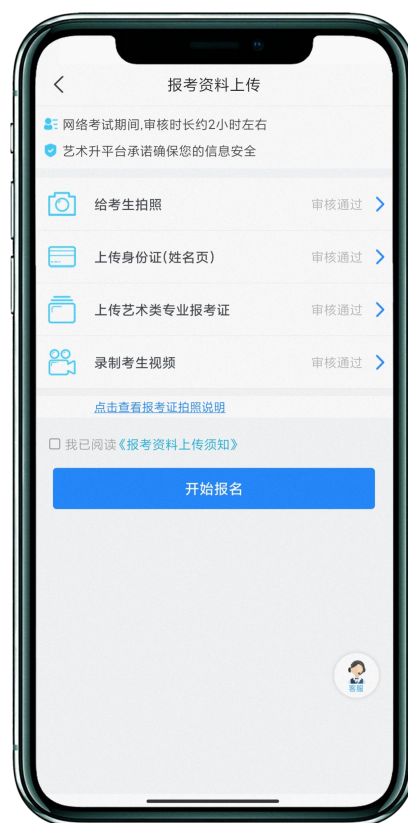 报考资料上传
网络考试期间,审核时长约2小时左右
艺术升平台承诺确保您的信息安全
给考生拍照 审核通过
上传身份证(姓名页) 审核通过
上传艺术类专业报考证 审核通过
录制考生视频 审核通过
点击查看报考证拍照说明
我已阅读《报考资料上传须知》
开始报名
客服